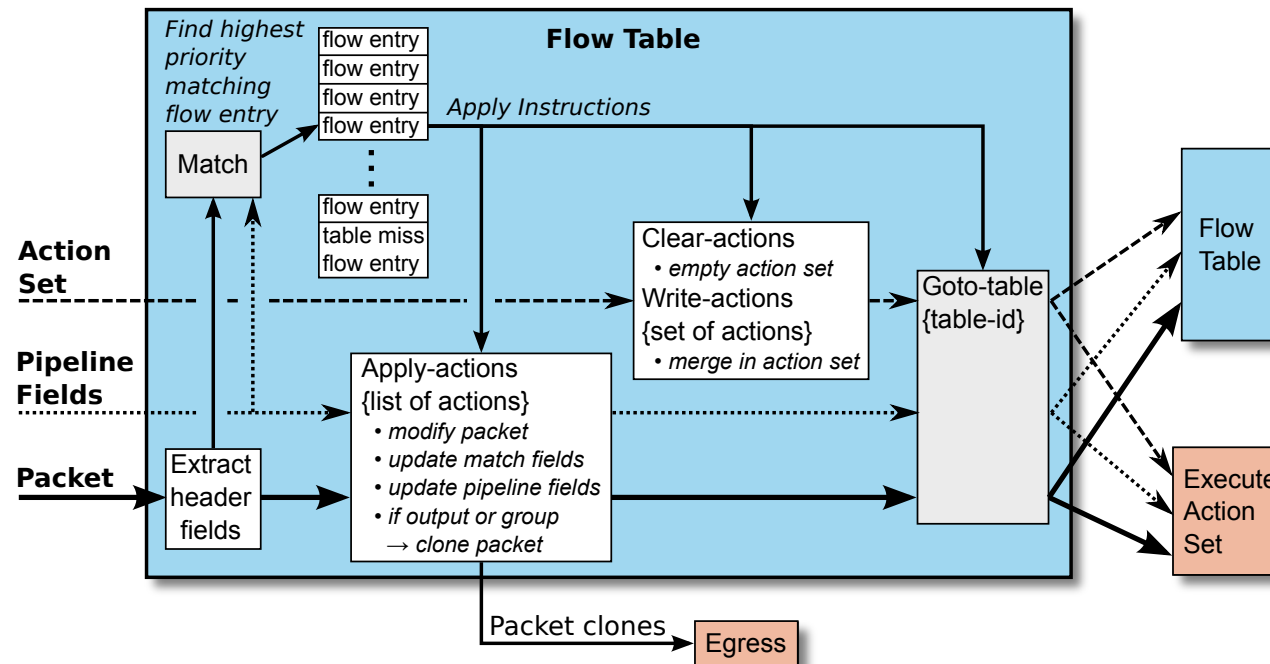 Find highest
priority
matching
flow entry
flow entry
flow entry
flow entry
flow entry
Flow Table
Apply Instructions
Match
flow entry
table miss
flow entry
Action
Set
Clear-actions
• empty action set
Write-actions
{set of actions}
• merge in action set
Goto-table
{table-id}
Flow
Table
Pipeline
Fields
Apply-actions
{list of actions}
• modify packet
• update match fields
• update pipeline fields
• if output or group
→ clone packet
Packet
Extract
header
fields
Execute
Action
Set
Packet clones
Egress